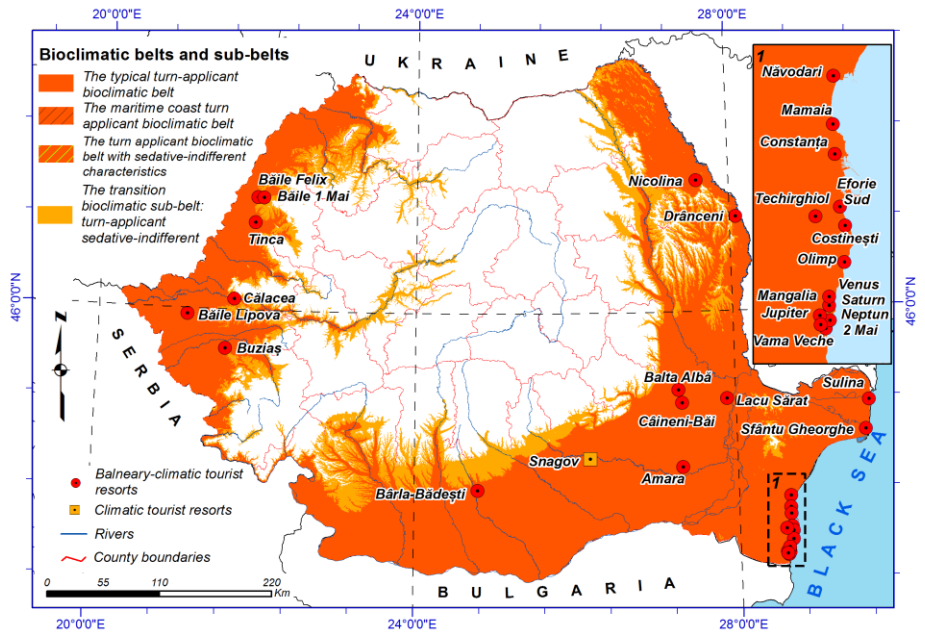 20°0'0"E 24°0'0"E 28°0'0"E
Bioclimatic belts and sub-belts
The typical turn-applicant
bioclimatic belt
The maritime coast turn
applicant bioclimatic belt
The turn applicant bioclimatic
belt with sedative-indifferent
characteristics
The transition
bioclimatic sub-belt:
turn-applicant
sedative-indifferent
UKRAINE
1
Năvodari
Mamaia
Constanța
Techirghiol
Eforie
Sud
Costinești
Olimp
Mangalia
Venus
Saturn
Jupiter
Neptun
2 Mai
Vama Veche
Băile Felix
Băile 1 Mai
Tinca
Nicolina
Drânceni
46°0'0"N
46°0'0"N
Călacea
Băile Lipova
Buziaș
SERBIA
Z
Balta Albă
Sulina
Lacu Sărat
Câineni-Băi
Sfântu Gheorghe
Snagov
Amara
Bârla-Bădești
1
BLACK SEA
Balneary-climatic tourist
resorts
Climatic tourist resorts
Rivers
County boundaries
0 55 110 220
Km
BULGARIA
20°0'0"E 24°0'0"E 28°0'0"E